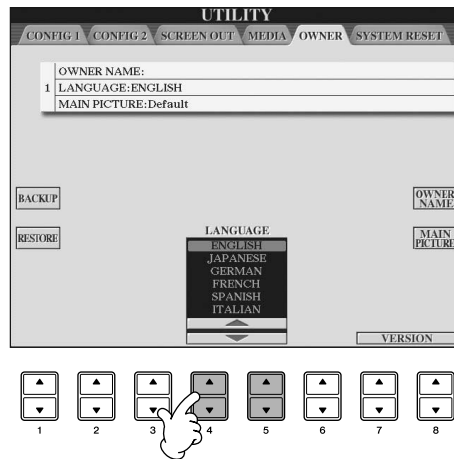 UTILITY
CONFIG 1 CONFIG 2 SCREEN OUT MEDIA OWNER SYSTEM RESET
OWNER NAME:
1 LANGUAGE:ENGLISH
MAIN PICTURE:Default
BACKUP
OWNER NAME
RESTORE
MAIN PICTURE
LANGUAGE
ENGLISH
JAPANESE
GERMAN
FRENCH
SPANISH
ITALIAN
VERSION
1 2 3 4 5 6 7 8